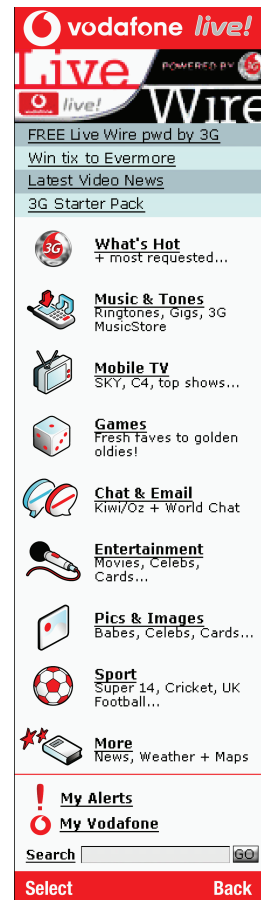 vodafone live!
Live
POWERED BY 3G
live!
Wire
FREE Live Wire pwd by 3G
Win tix to Evermore
Latest Video News
3G Starter Pack
3G
What's Hot
+ most requested...
Music & Tones
Ringtones, Gigs, 3G
MusicStore
Mobile TV
SKY, C4, top shows...
Games
Fresh faves to golden
oldies!
Chat & Email
Kiwi/Oz + World Chat
Entertainment
Movies, Celebs,
Cards...
Pics & Images
Babes, Celebs, Cards...
Sport
Super 14, Cricket, UK
Football...
More
News, Weather + Maps
My Alerts
My Vodafone
Search GO
Select Back